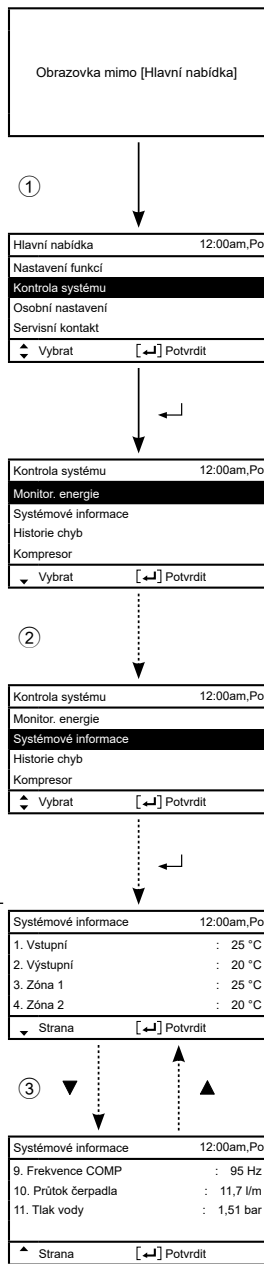 Obrazovka mimo [Hlavní nabídka]
①
Hlavní nabídka 12:00am,Po
Nastavení funkcí
Kontrola systému
Osobní nastavení
Servisní kontakt
Vybrat [↵] Potvrdit
Kontrola systému 12:00am,Po
Monitor. energie
Systémové informace
Historie chyb
Kompresor
Vybrat [↵] Potvrdit
②
Kontrola systému 12:00am,Po
Monitor. energie
Systémové informace
Historie chyb
Kompresor
Vybrat [↵] Potvrdit
Systémové informace 12:00am,Po
1. Vstupní : 25 °C
2. Výstupní : 20 °C
3. Zóna 1 : 25 °C
4. Zóna 2 : 20 °C
Strana [↵] Potvrdit
③ ▼ ▲
Systémové informace 12:00am,Po
9. Frekvence COMP : 95 Hz
10. Průtok čerpadla : 11,7 l/m
11. Tlak vody : 1,51 bar
Strana [↵] Potvrdit